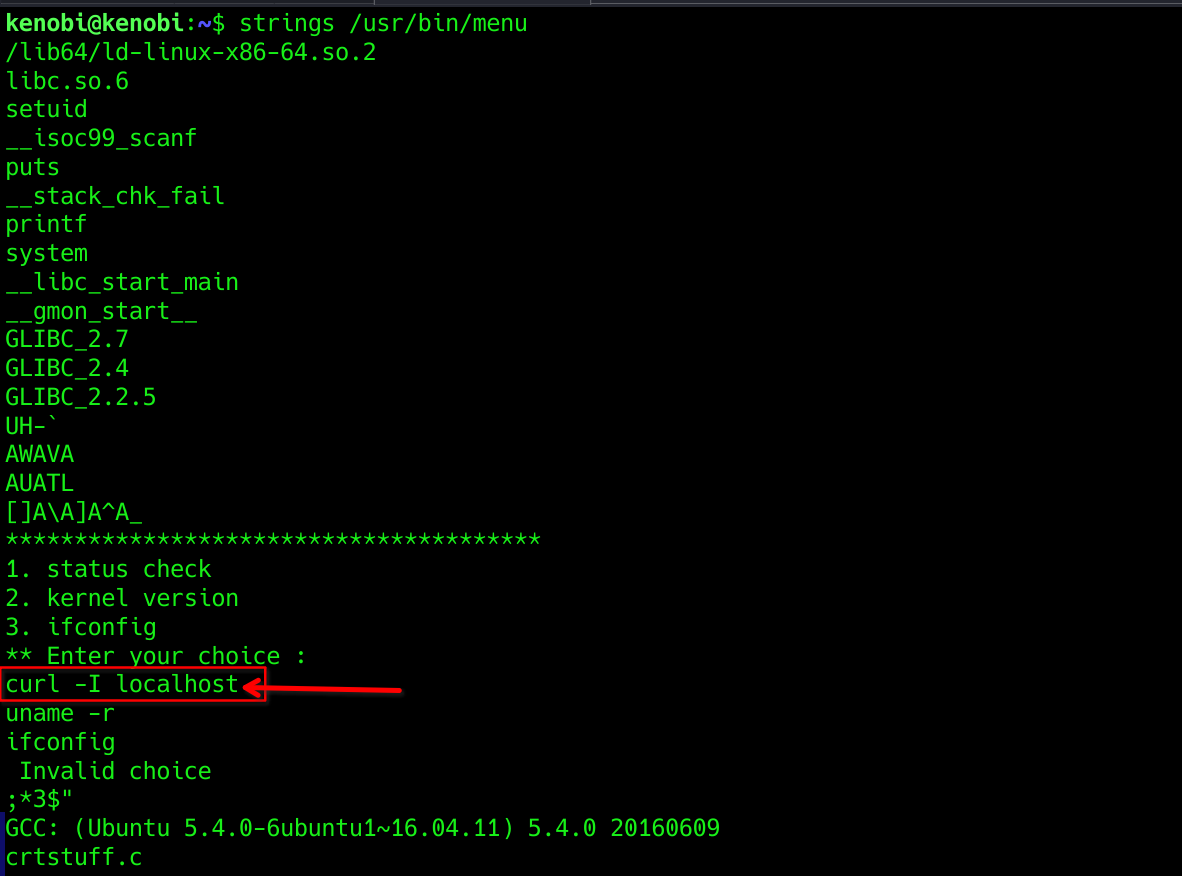 kenobi@kenobi:~$ strings /usr/bin/menu
/lib64/ld-linux-x86-64.so.2
libc.so.6
setuid
__isoc99_scanf
puts
__stack_chk_fail
printf
system
__libc_start_main
__gmon_start__
GLIBC_2.7
GLIBC_2.4
GLIBC_2.2.5
UH-`
AWAVA
AUATL
[]A\A]A^A_
***************************************
1. status check
2. kernel version
3. ifconfig
** Enter your choice :
curl -I localhost
uname -r
ifconfig
 Invalid choice
;*3$"
GCC: (Ubuntu 5.4.0-6ubuntu1~16.04.11) 5.4.0 20160609
crtstuff.c